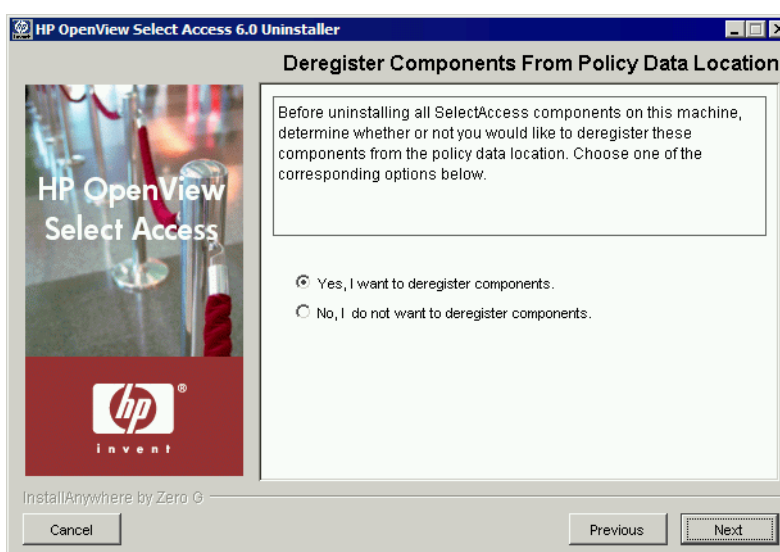 HP OpenView Select Access 6.0 Uninstaller
Deregister Components From Policy Data Location
HP OpenView
Select Access
hp
®
invent
Before uninstalling all SelectAccess components on this machine,
determine whether or not you would like to deregister these
components from the policy data location. Choose one of the
corresponding options below.
Yes, I want to deregister components.
No, I do not want to deregister components.
InstallAnywhere by Zero G
Cancel
Previous
Next